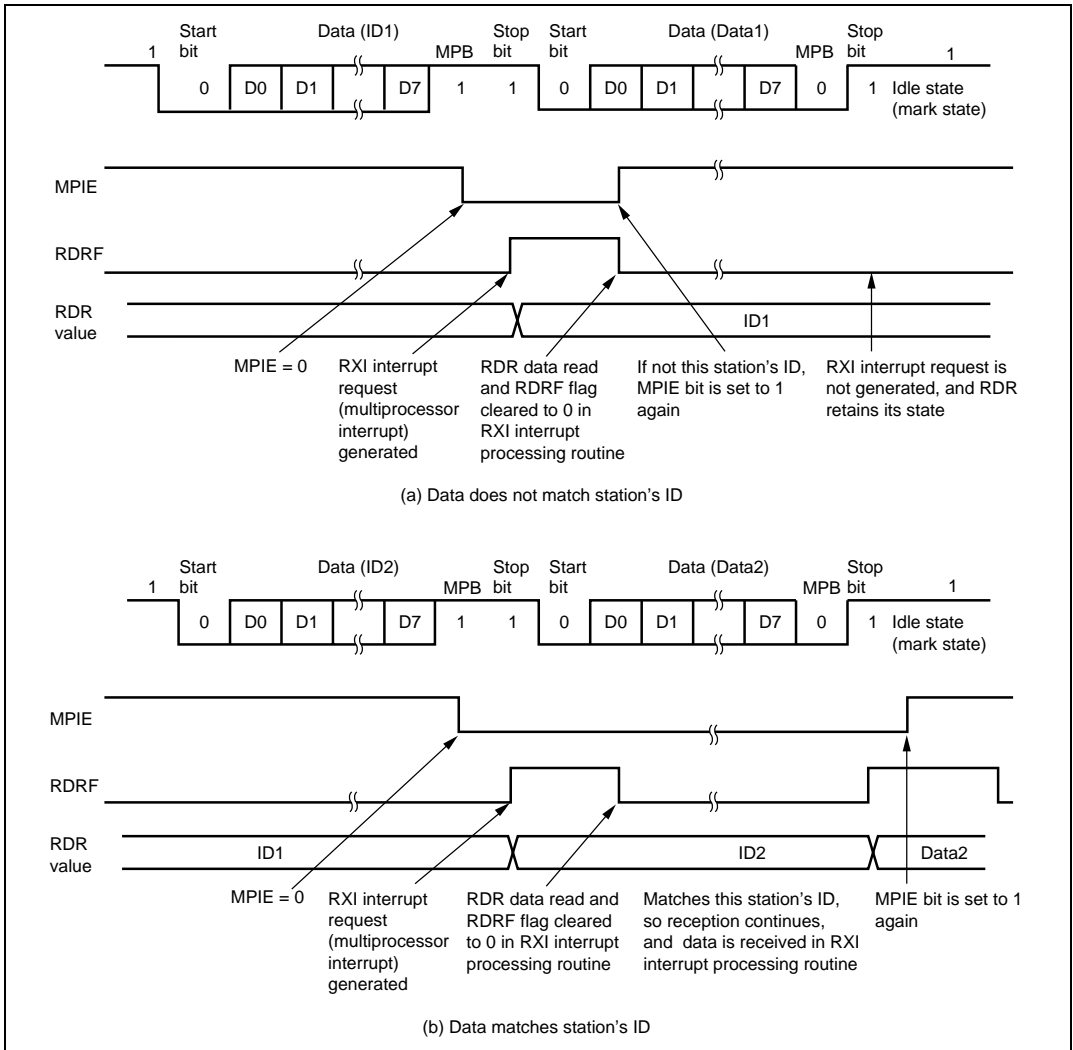 Start bit Data (ID1) MPB Stop bit Start bit Data (Data1) MPB Stop bit
1 1
0 D0 D1 D7 1 1 0 D0 D1 D7 0 1 Idle state (mark state)
MPIE
RDRF
RDR value
ID1
MPIE = 0
RXI interrupt
request
(multiprocessor
interrupt)
generated
RDR data read
and RDRF flag
cleared to 0 in
RXI interrupt
processing routine
If not this station's ID,
MPIE bit is set to 1
again
RXI interrupt request is
not generated, and RDR
retains its state
(a) Data does not match station's ID
Start bit Data (ID2) MPB Stop bit Start bit Data (Data2) MPB Stop bit
1 1
0 D0 D1 D7 1 1 0 D0 D1 D7 0 1 Idle state (mark state)
MPIE
RDRF
RDR value
ID1 ID2 Data2
MPIE = 0
RXI interrupt
request
(multiprocessor
interrupt)
generated
RDR data read and
RDRF flag cleared
to 0 in RXI interrupt
processing routine
Matches this station's ID,
so reception continues,
and data is received in RXI
interrupt processing routine
MPIE bit is set to 1
again
(b) Data matches station's ID